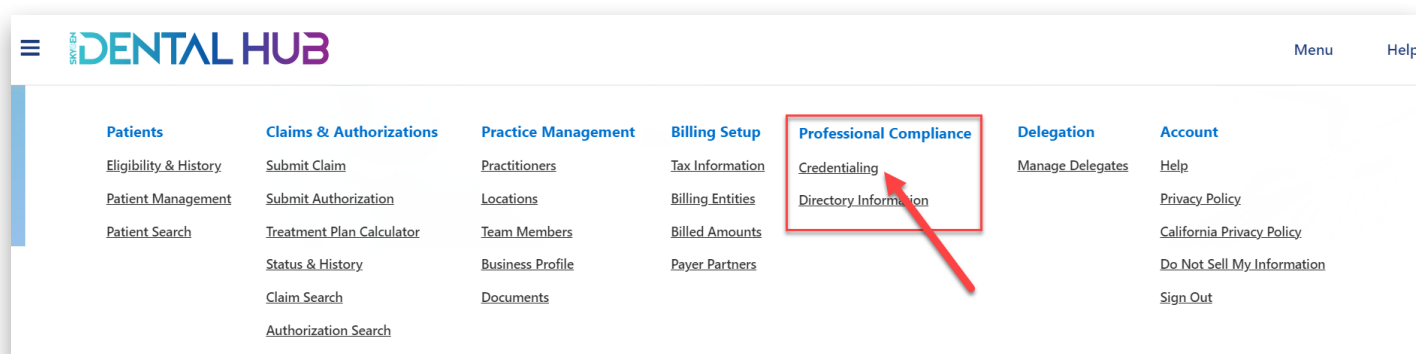 SKYGEN DENTAL HUB
Menu
Help
Patients
Eligibility & History
Patient Management
Patient Search
Claims & Authorizations
Submit Claim
Submit Authorization
Treatment Plan Calculator
Status & History
Claim Search
Authorization Search
Practice Management
Practitioners
Locations
Team Members
Business Profile
Documents
Billing Setup
Tax Information
Billing Entities
Billed Amounts
Payer Partners
Professional Compliance
Credentialing
Directory Information
Delegation
Manage Delegates
Account
Help
Privacy Policy
California Privacy Policy
Do Not Sell My Information
Sign Out